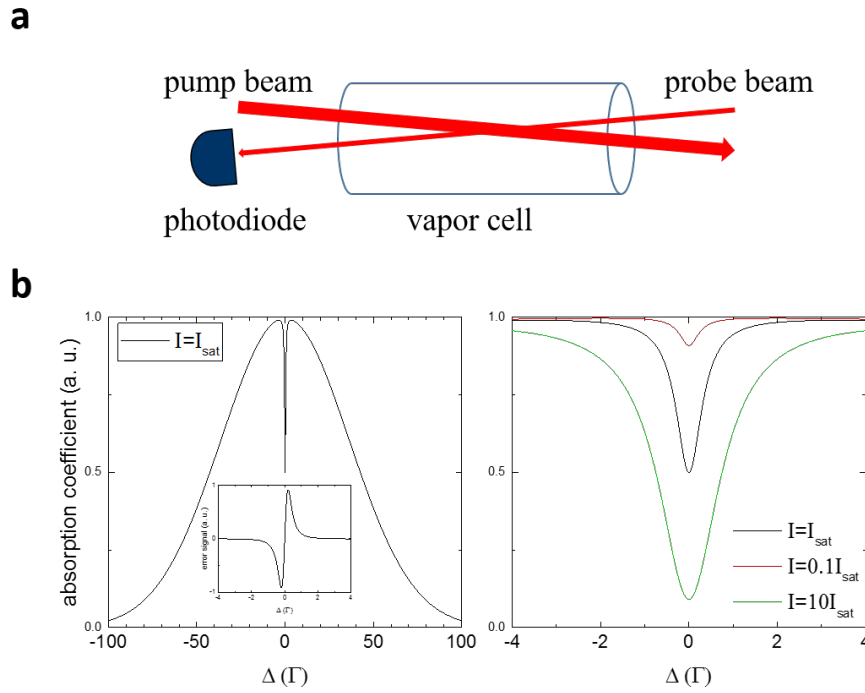 a
pump beam
probe beam
photodiode
vapor cell
b
absorption coefficient (a. u.)
1.0
0.5
0.0
I=I_sat
error signal (a. u.)
1
0
-1
-4 -2 0 2 4
Δ (Γ)
-100 -50 0 50 100
Δ (Γ)
1.0
0.5
0.0
I=I_sat
I=0.1I_sat
I=10I_sat
-4 -2 0 2 4
Δ (Γ)